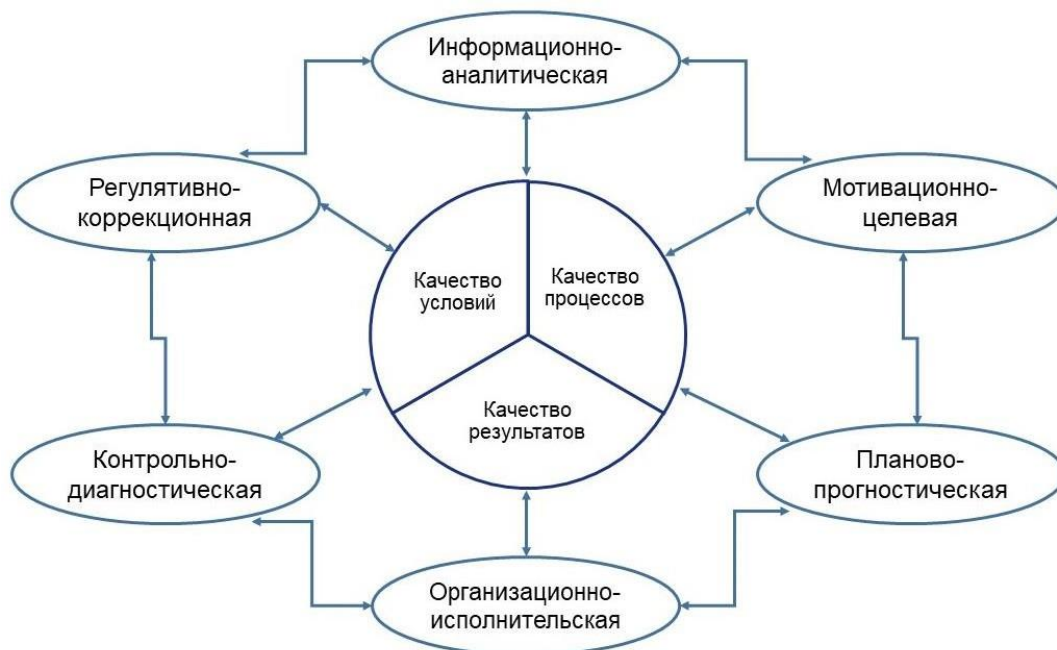 Информационно-
аналитическая
Регулятивно-
коррекционная
Мотивационно-
целевая
Качество
условий
Качество
процессов
Качество
результатов
Контрольно-
диагностическая
Планово-
прогностическая
Организационно-
исполнительская